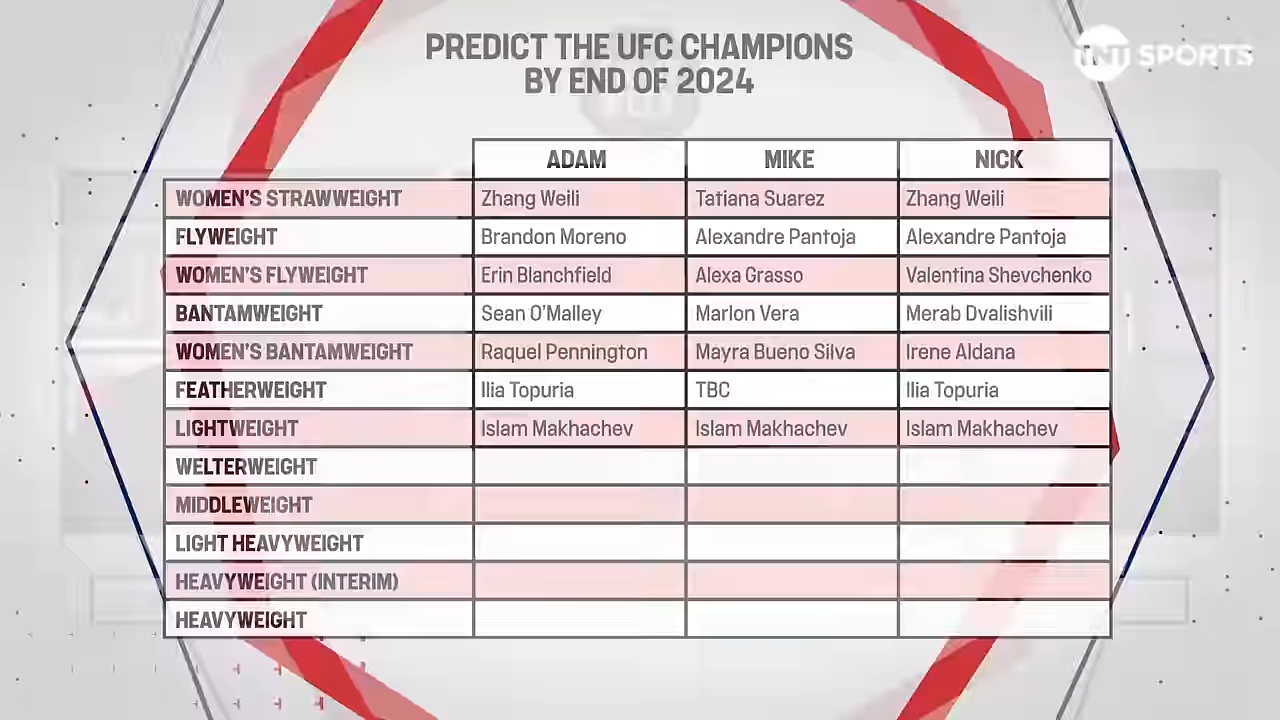 PREDICT THE UFC CHAMPIONS
BY END OF 2024
TNT SPORTS
ADAM MIKE NICK
WOMEN'S STRAWWEIGHT Zhang Weili Tatiana Suarez Zhang Weili
FLYWEIGHT Brandon Moreno Alexandre Pantoja Alexandre Pantoja
WOMEN'S FLYWEIGHT Erin Blanchfield Alexa Grasso Valentina Shevchenko
BANTAMWEIGHT Sean O'Malley Marlon Vera Merab Dvalishvili
WOMEN'S BANTAMWEIGHT Raquel Pennington Mayra Bueno Silva Irene Aldana
FEATHERWEIGHT Ilia Topuria TBC Ilia Topuria
LIGHTWEIGHT Islam Makhachev Islam Makhachev Islam Makhachev
WELTERWEIGHT
MIDDLEWEIGHT
LIGHT HEAVYWEIGHT
HEAVYWEIGHT (INTERIM)
HEAVYWEIGHT